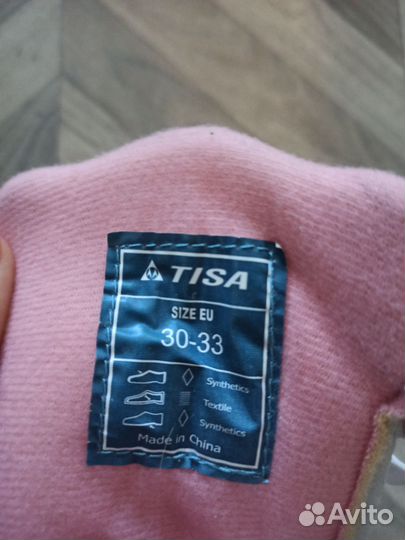 TISA
SIZE EU
30-33
Synthetics
Textile
Synthetics
Made in China
Avito